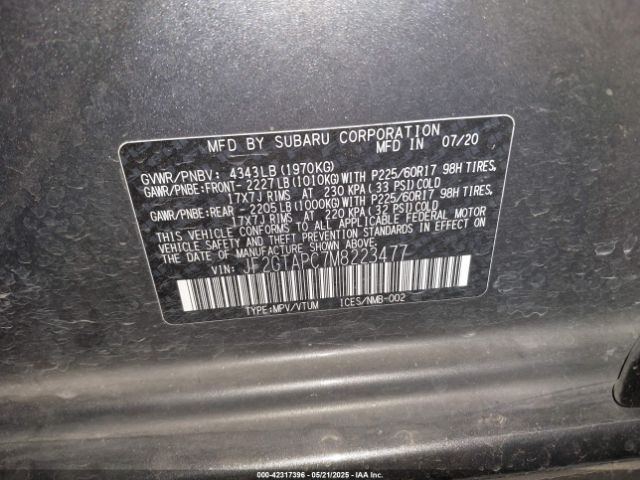 MFD BY SUBARU CORPORATION
MFD IN 07/20
GVWR/PNBV: 4343LB(1970KG)
GAWR/PNBE:FRONT- 2227LB(1010KG)WITH P225/60R17 98H TIRES,
17X7J RIMS AT 230 KPA(33 PSI)COLD
GAWR/PNBE:REAR -2205LB(1000KG)WITH P225/60R17 98H TIRES,
17X7J RIMS AT 220 KPA(32 PSI)COLD
THIS VEHICLE CONFORMS TO ALL APPLICABLE FEDERAL MOTOR
VEHICLE SAFETY AND THEFT PREVENTION STANDARDS IN EFFECT ON
THE DATE OF MANUFACTURE SHOWN ABOVE.
VIN: JF2GTAPC7M8223477
TYPE:MPV/VTUM ICES/NMB-002
000-42317396 - 05/21/2025 - IAAI.COM